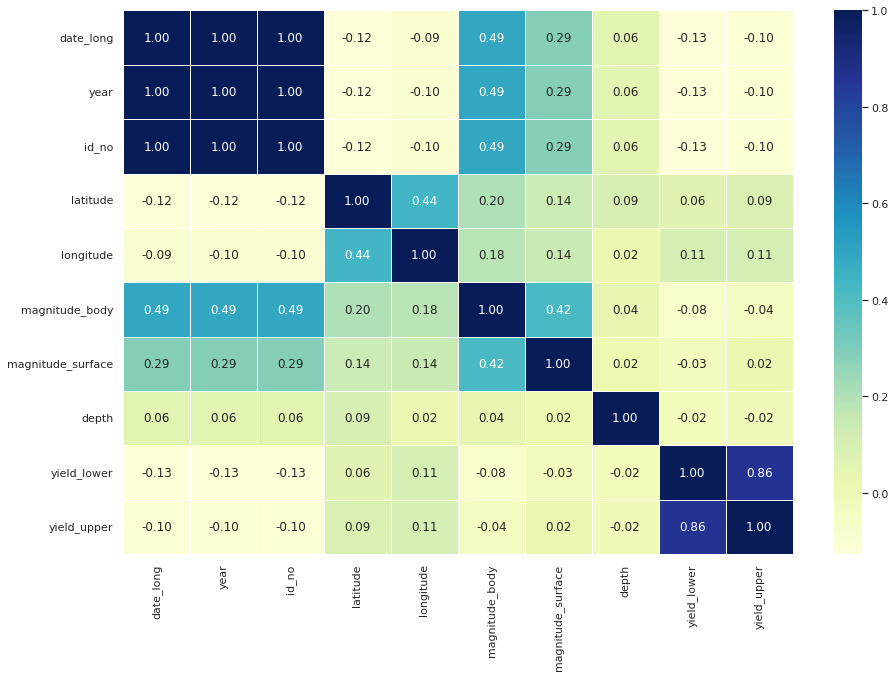 date_long 1.00 1.00 1.00 -0.12 -0.09 0.49 0.29 0.06 -0.13 -0.10
year 1.00 1.00 1.00 -0.12 -0.10 0.49 0.29 0.06 -0.13 -0.10
id_no 1.00 1.00 1.00 -0.12 -0.10 0.49 0.29 0.06 -0.13 -0.10
latitude -0.12 -0.12 -0.12 1.00 0.44 0.20 0.14 0.09 0.06 0.09
longitude -0.09 -0.10 -0.10 0.44 1.00 0.18 0.14 0.02 0.11 0.11
magnitude_body 0.49 0.49 0.49 0.20 0.18 1.00 0.42 0.04 -0.08 -0.04
magnitude_surface 0.29 0.29 0.29 0.14 0.14 0.42 1.00 0.02 -0.03 0.02
depth 0.06 0.06 0.06 0.09 0.02 0.04 0.02 1.00 -0.02 -0.02
yield_lower -0.13 -0.13 -0.13 0.06 0.11 -0.08 -0.03 -0.02 1.00 0.86
yield_upper -0.10 -0.10 -0.10 0.09 0.11 -0.04 0.02 -0.02 0.86 1.00
date_long
year
id_no
latitude
longitude
magnitude_body
magnitude_surface
depth
yield_lower
yield_upper
1.0
0.8
0.6
0.4
0.2
0.0